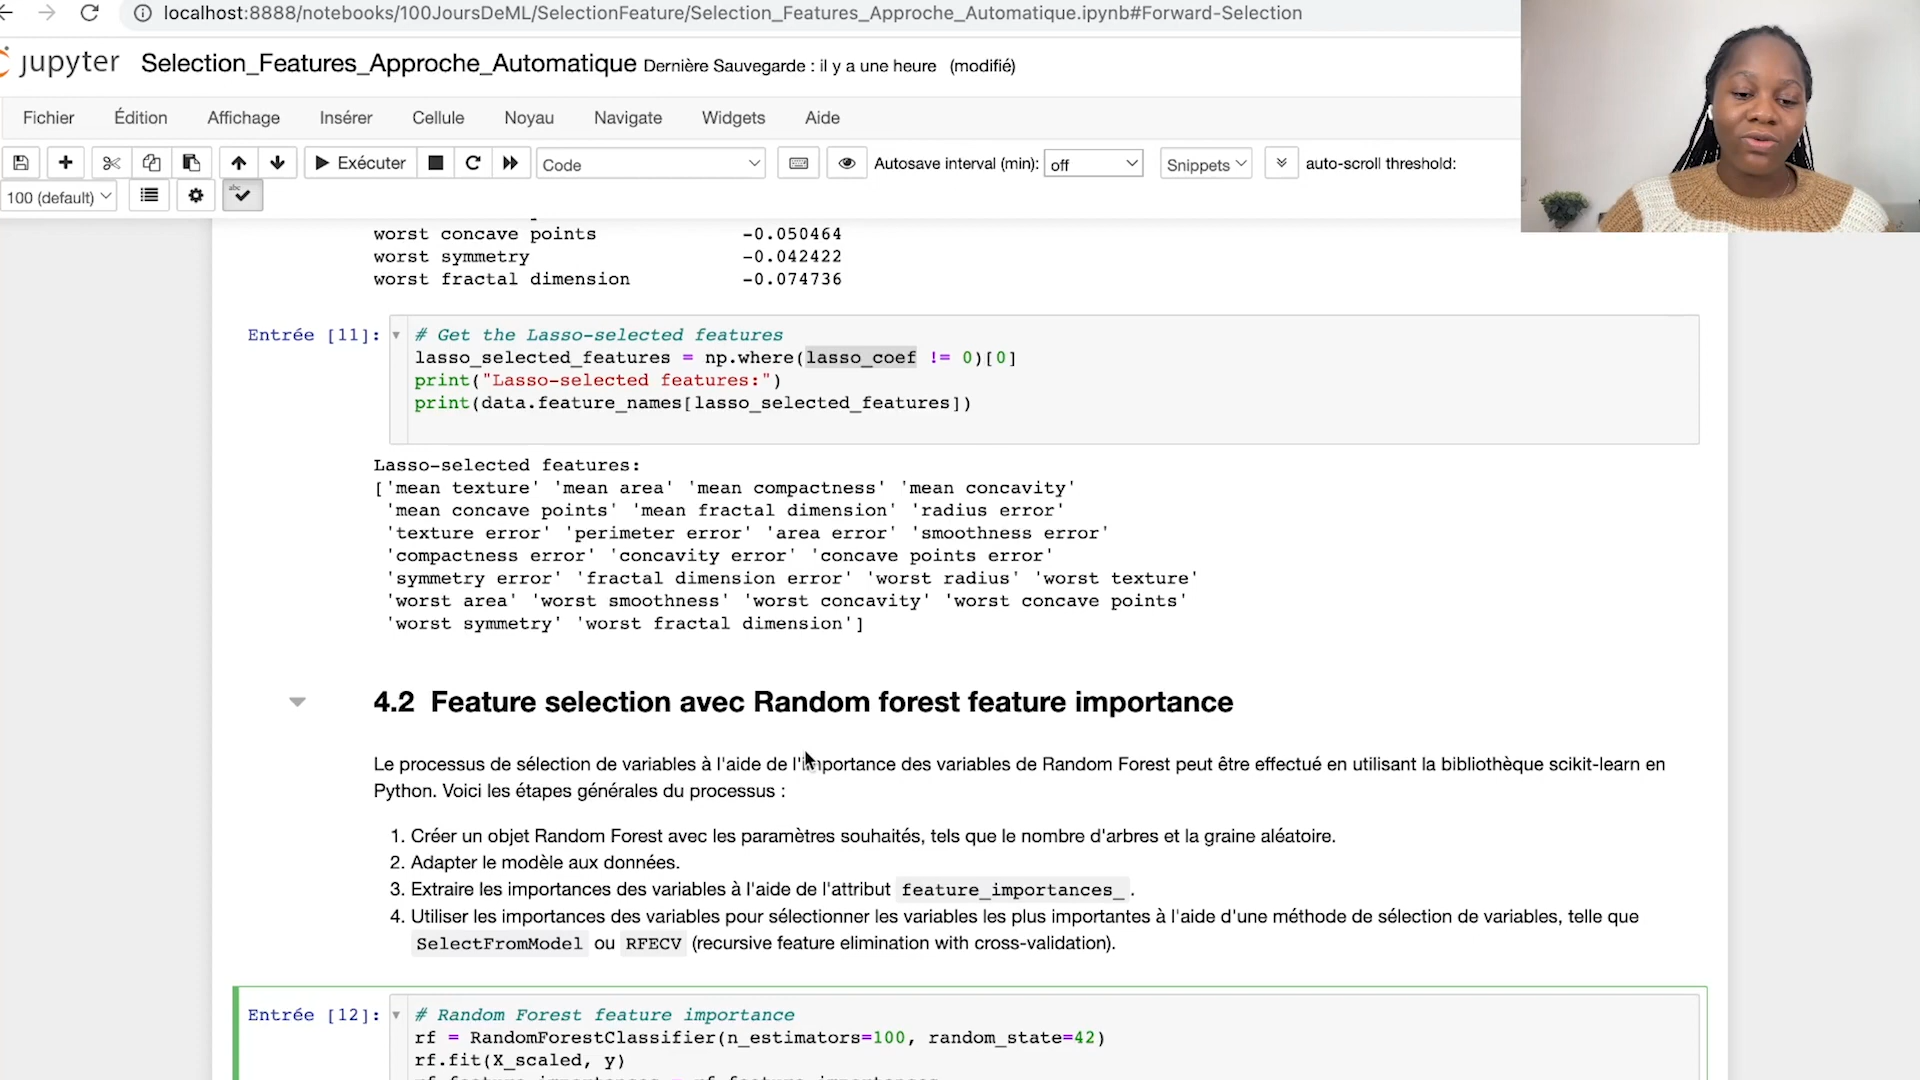 localhost:8888/notebooks/100JoursDeML/SelectionFeature/Selection_Features_Approche_Automatique.ipynb#Forward-Selection
jupyter Selection_Features_Approche_Automatique Dernière Sauvegarde : il y a une heure (modifié)
Fichier Édition Affichage Insérer Cellule Noyau Navigate Widgets Aide
Exécuter Code Autosave interval (min): off Snippets auto-scroll threshold:
100 (default) abc
worst concave points -0.050464
worst symmetry -0.042422
worst fractal dimension -0.074736
Entrée [11]: # Get the Lasso-selected features
lasso_selected_features = np.where(lasso_coef != 0)[0]
print("Lasso-selected features:")
print(data.feature_names[lasso_selected_features])
Lasso-selected features:
['mean texture' 'mean area' 'mean compactness' 'mean concavity'
'mean concave points' 'mean fractal dimension' 'radius error'
'texture error' 'perimeter error' 'area error' 'smoothness error'
'compactness error' 'concavity error' 'concave points error'
'symmetry error' 'fractal dimension error' 'worst radius' 'worst texture'
'worst area' 'worst smoothness' 'worst concavity' 'worst concave points'
'worst symmetry' 'worst fractal dimension']
4.2 Feature selection avec Random forest feature importance
Le processus de sélection de variables à l'aide de l'importance des variables de Random Forest peut être effectué en utilisant la bibliothèque scikit-learn en
Python. Voici les étapes générales du processus :
1. Créer un objet Random Forest avec les paramètres souhaités, tels que le nombre d'arbres et la graine aléatoire.
2. Adapter le modèle aux données.
3. Extraire les importances des variables à l'aide de l'attribut feature_importances_ .
4. Utiliser les importances des variables pour sélectionner les variables les plus importantes à l'aide d'une méthode de sélection de variables, telle que
SelectFromModel ou RFECV (recursive feature elimination with cross-validation).
Entrée [12]: # Random Forest feature importance
rf = RandomForestClassifier(n_estimators=100, random_state=42)
rf.fit(X_scaled, y)